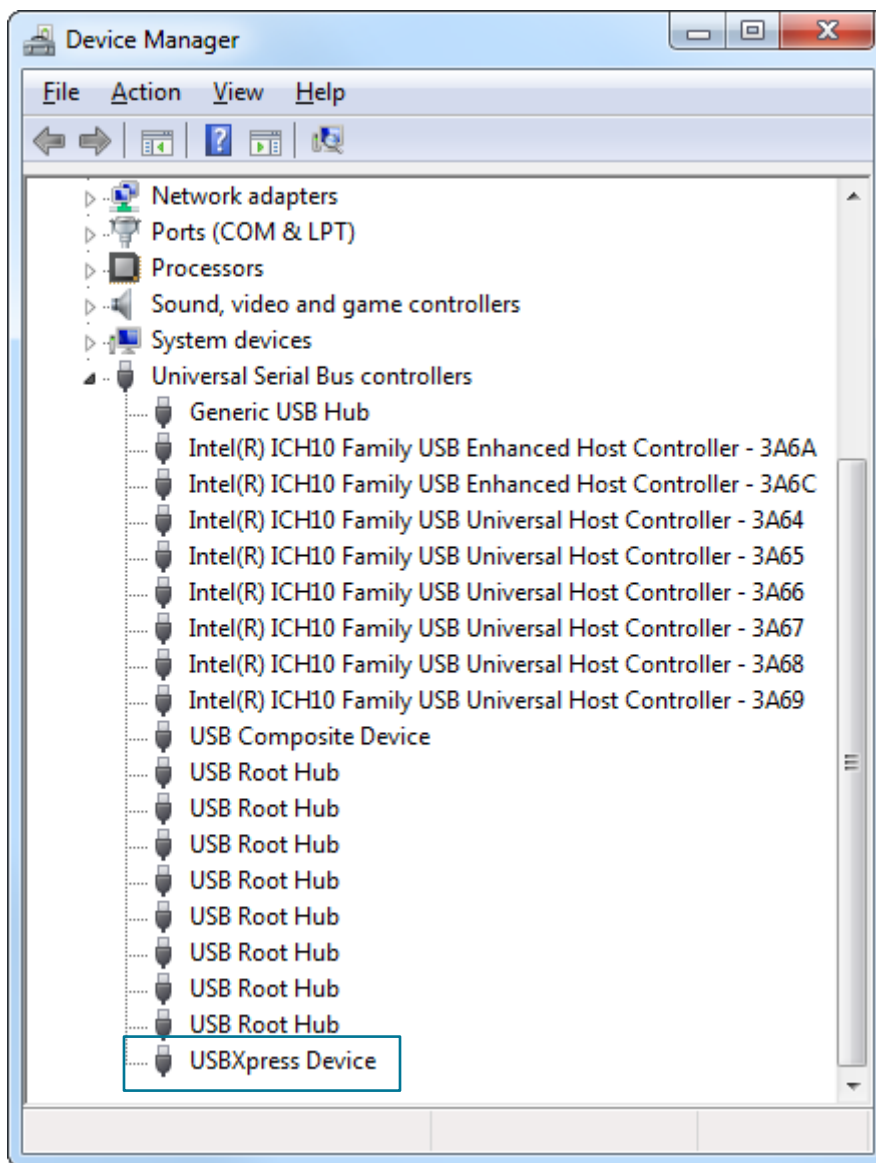 Device Manager
File Action View Help
Network adapters
Ports (COM & LPT)
Processors
Sound, video and game controllers
System devices
Universal Serial Bus controllers
Generic USB Hub
Intel(R) ICH10 Family USB Enhanced Host Controller - 3A6A
Intel(R) ICH10 Family USB Enhanced Host Controller - 3A6C
Intel(R) ICH10 Family USB Universal Host Controller - 3A64
Intel(R) ICH10 Family USB Universal Host Controller - 3A65
Intel(R) ICH10 Family USB Universal Host Controller - 3A66
Intel(R) ICH10 Family USB Universal Host Controller - 3A67
Intel(R) ICH10 Family USB Universal Host Controller - 3A68
Intel(R) ICH10 Family USB Universal Host Controller - 3A69
USB Composite Device
USB Root Hub
USB Root Hub
USB Root Hub
USB Root Hub
USB Root Hub
USB Root Hub
USB Root Hub
USB Root Hub
USBXpress Device